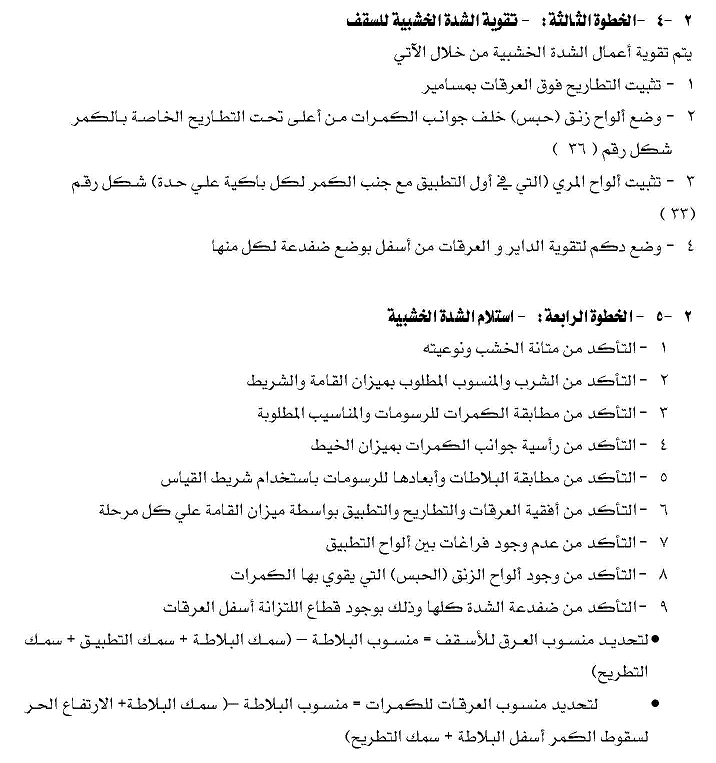 ٢ -٤ -الخطوة الثالثة: - تقوية الشدة الخشبية للسقف
يتم تقوية أعمال الشدة الخشبية من خلال الآتي
١ - تثبيت التطاريح فوق العرقات بمسامير
٢ - وضع ألواح زنق (حبس) خلف جوانب الكمرات من أعلى تحت التطاريح الخاصة بالكمر
شكل رقم ( ٣٦ )
٣ - تثبيت ألواح المري (التي في أول التطبيق مع جنب الكمر لكل باكية علي حدة) شكل رقم
(٣٣ )
٤ - وضع دكم لتقوية الداير و العرقات من أسفل بوضع ضفدعة لكل منها
٢ -٥ - الخطوة الرابعة: - استلام الشدة الخشبية
١ -التأكد من متانة الخشب ونوعيته
٢ -التأكد من الشرب والمنسوب المطلوب بميزان القامة والشريط
٣ -التأكد من مطابقة الكمرات للرسومات والمناسيب المطلوبة
٤ -التأكد من رأسية جوانب الكمرات بميزان الخيط
٥ -التأكد من مطابقة البلاطات وأبعادها للرسومات باستخدام شريط القياس
٦ -التأكد من أفقية العرقات والتطاريح والتطبيق بواسطة ميزان القامة علي كل مرحلة
٧ -التأكد من عدم وجود فراغات بين ألواح التطبيق
٨ -التأكد من وجود ألواح الزنق (الحبس) التي يقوي بها الكمرات
٩ -التأكد من ضفدعة الشدة كلها وذلك بوجود قطاع اللتزانة أسفل العرقات
●لتحديد منسوب العرق للأسقف = منسوب البلاطة – (سمك البلاطة + سمك التطبيق + سمك
التطريح)
● لتحديد منسوب العرقات للكمرات = منسوب البلاطة –( سمك البلاطة+ الارتفاع الحر
لسقوط الكمر أسفل البلاطة + سمك التطريح)